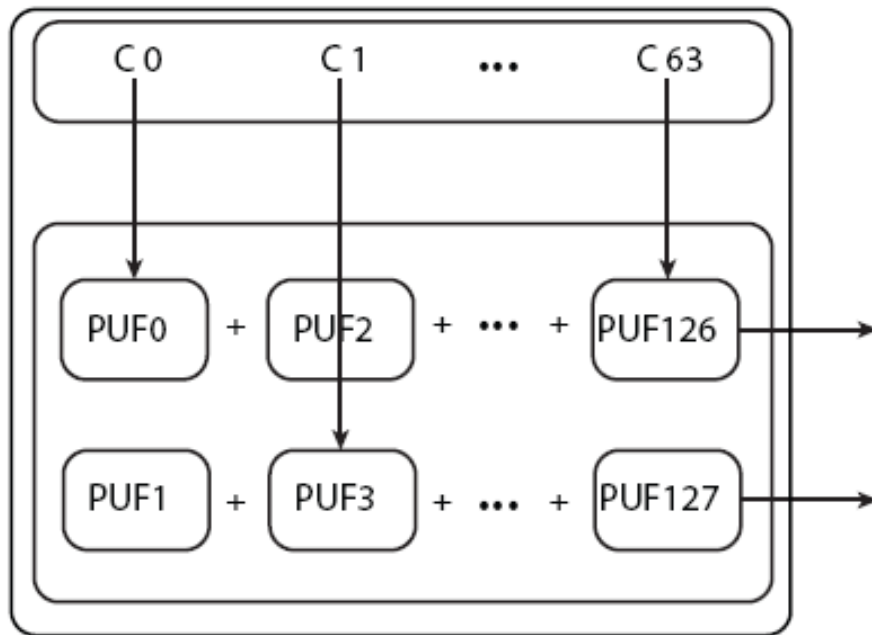 C 0 C 1 ... C 63
PUF0 + PUF2 + ... + PUF126
PUF1 + PUF3 + ... + PUF127